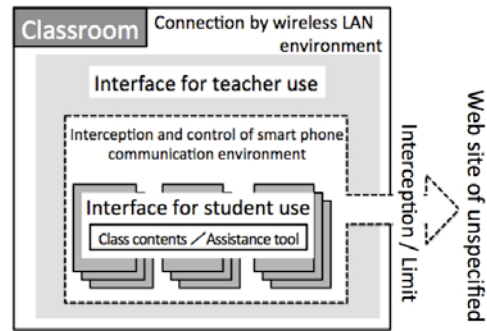 Classroom
Connection by wireless LAN
environment
Interface for teacher use
Interception and control of smart phone
communication environment
Interface for student use
Class contents ／Assistance tool
Interception / Limit
Web site of unspecified